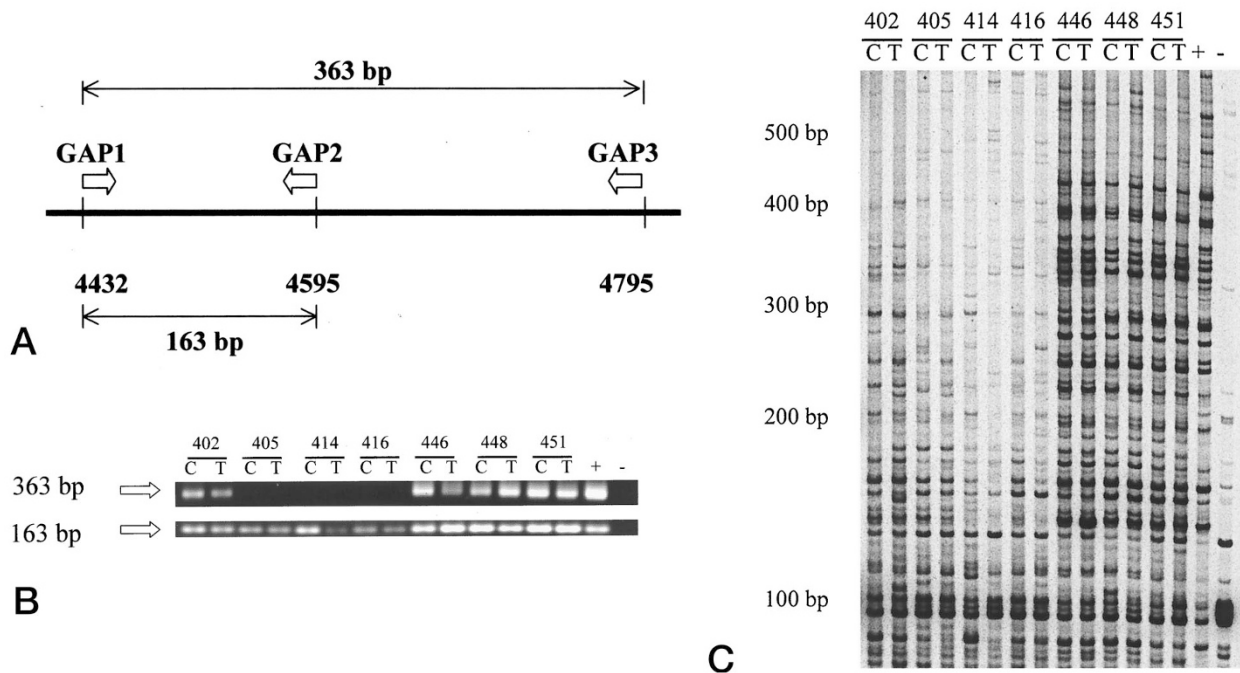 363 bp
GAP1 GAP2 GAP3
4432 4595 4795
163 bp
A
402 405 414 416 446 448 451
C T C T C T C T C T C T C T + -
363 bp
163 bp
B
402 405 414 416 446 448 451
C T C T C T C T C T C T C T + -
500 bp
400 bp
300 bp
200 bp
100 bp
C